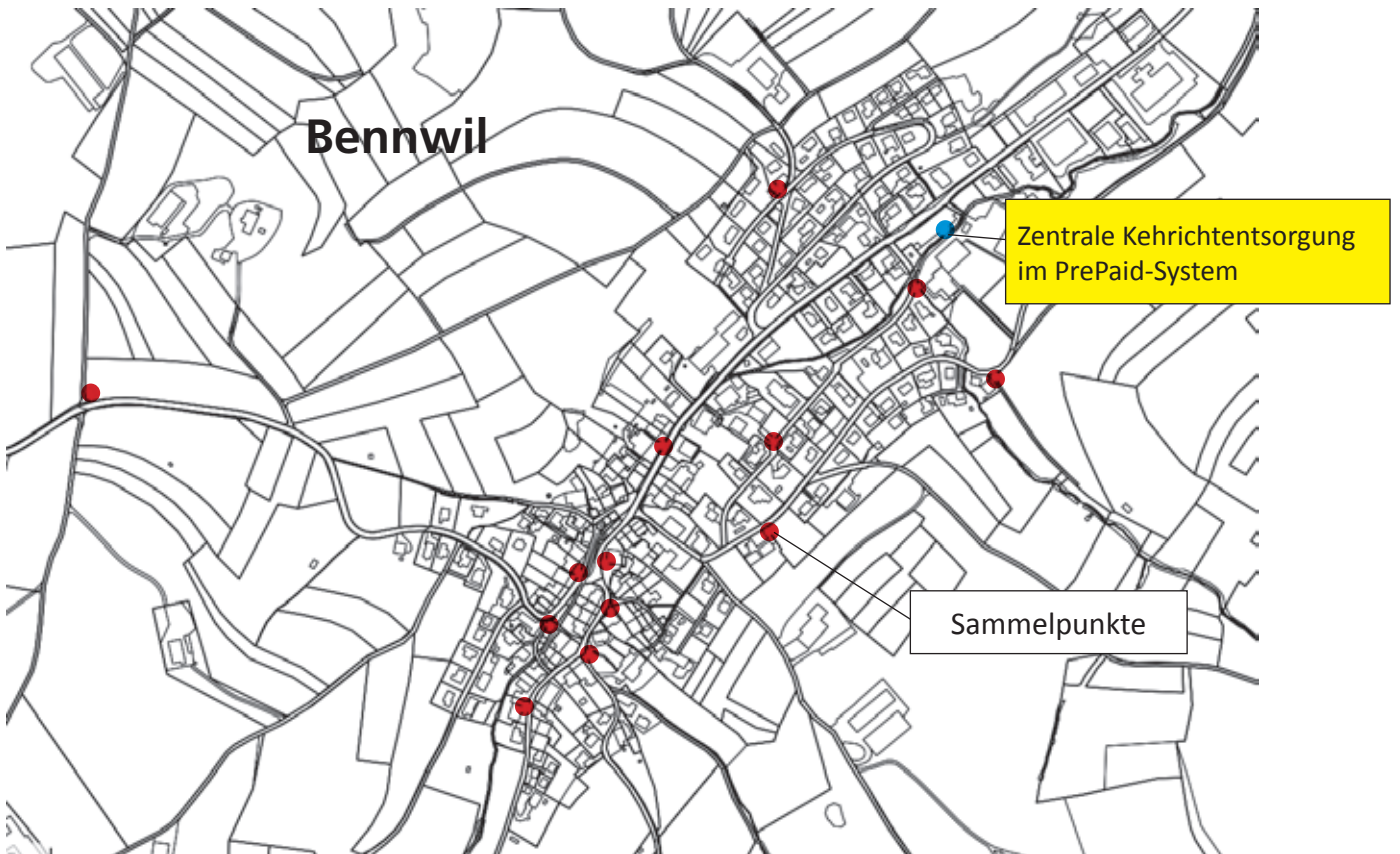 Bennwil
Zentrale Kehrichtentsorgung
im PrePaid-System
Sammelpunkte